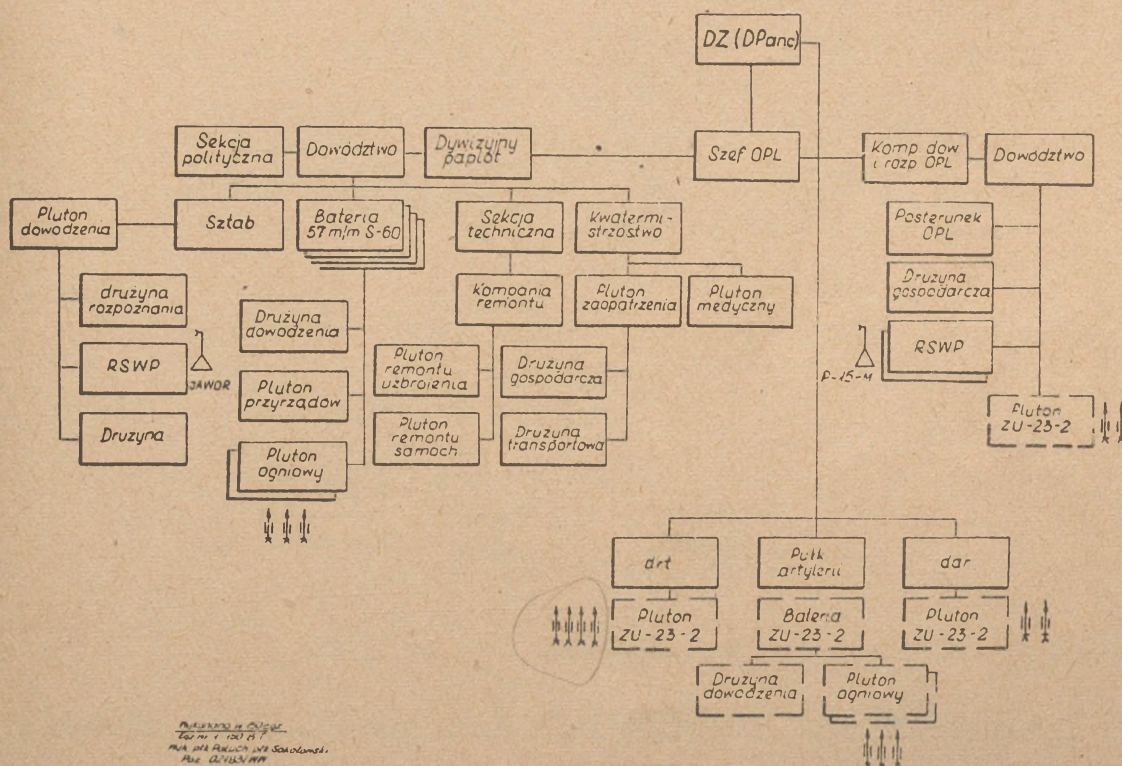 DZ (DPanc)
Sekcja
polityczna
Dowództwo
Dywizyjny
paplot
Szef OPL
Komp. dow
i rozp. OPL
Dowództwo
Pluton
dowodzenia
Sztab
Bateria
57 m/m S-60
Sekcja
techniczna
Kwatermi-
strzostwo
Posterunek
OPL
drużyna
rozpoznania
Drużyna
dowodzenia
kompania
remontu
Pluton
zaopatrzenia
Pluton
medyczny
Drużyna
gospodarcza
RSWP
JAWOR
Pluton
przyrządow
Pluton
remontu
uzbrojenia
Drużyna
gospodarcza
P-15-M
RSWP
Drużyna
Pluton
ogniowy
Pluton
remontu
samoch
Drużyna
transportowa
Pluton
ZU-23-2
drt
Pułk
artylerii
dar
Pluton
ZU-23-2
Bateria
ZU-23-2
Pluton
ZU-23-2
Drużyna
dowodzenia
Pluton
ogniowy
Wykonano w